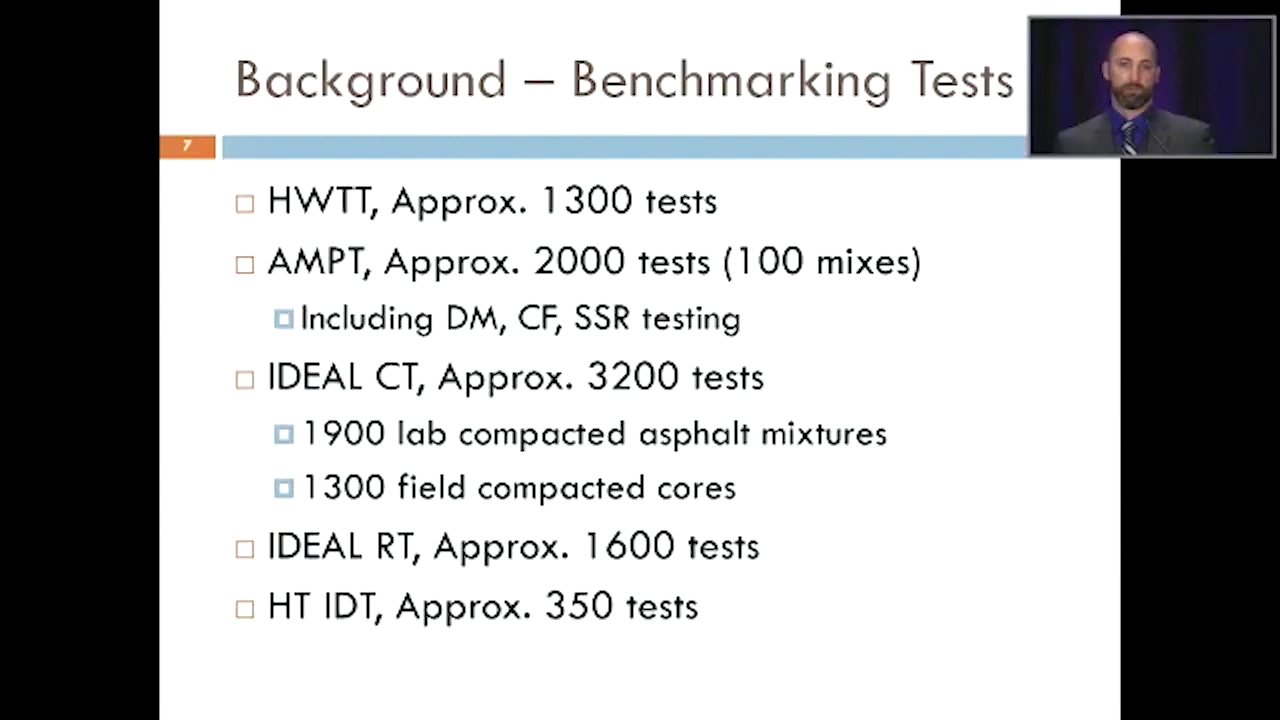 Background – Benchmarking Tests
7
HWTT, Approx. 1300 tests
AMPT, Approx. 2000 tests (100 mixes)
Including DM, CF, SSR testing
IDEAL CT, Approx. 3200 tests
1900 lab compacted asphalt mixtures
1300 field compacted cores
IDEAL RT, Approx. 1600 tests
HT IDT, Approx. 350 tests